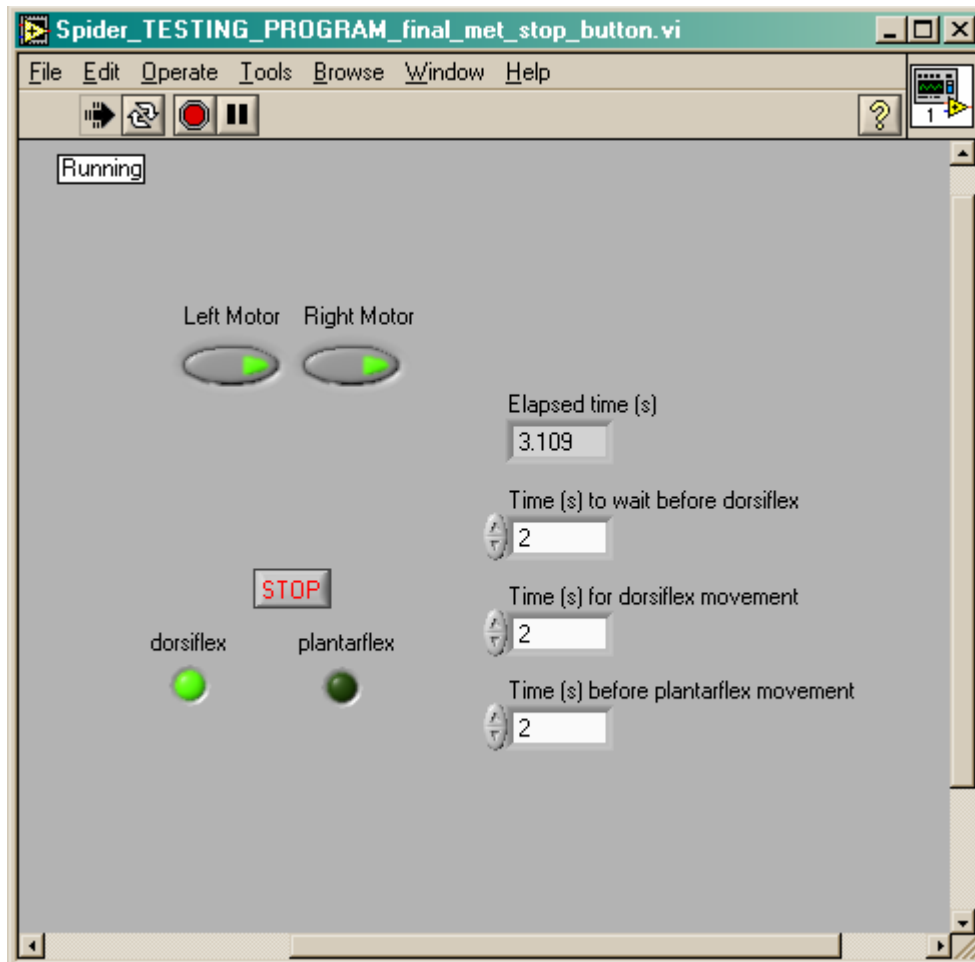 Spider_TESTING_PROGRAM_final_met_stop_button.vi
File Edit Operate Tools Browse Window Help
1
Running
Left Motor Right Motor
Elapsed time (s)
3.109
Time (s) to wait before dorsiflex
2
STOP
Time (s) for dorsiflex movement
2
dorsiflex plantarflex
Time (s) before plantarflex movement
2